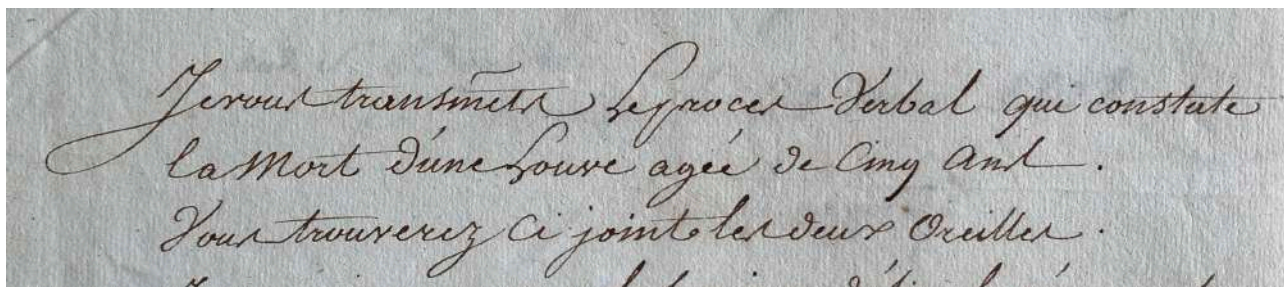 Je vous transmets Le procès Verbal qui constate
la Mort d'une Louve agée de Cinq Ans.
Vous trouverez Ci joint les deux Oreilles.